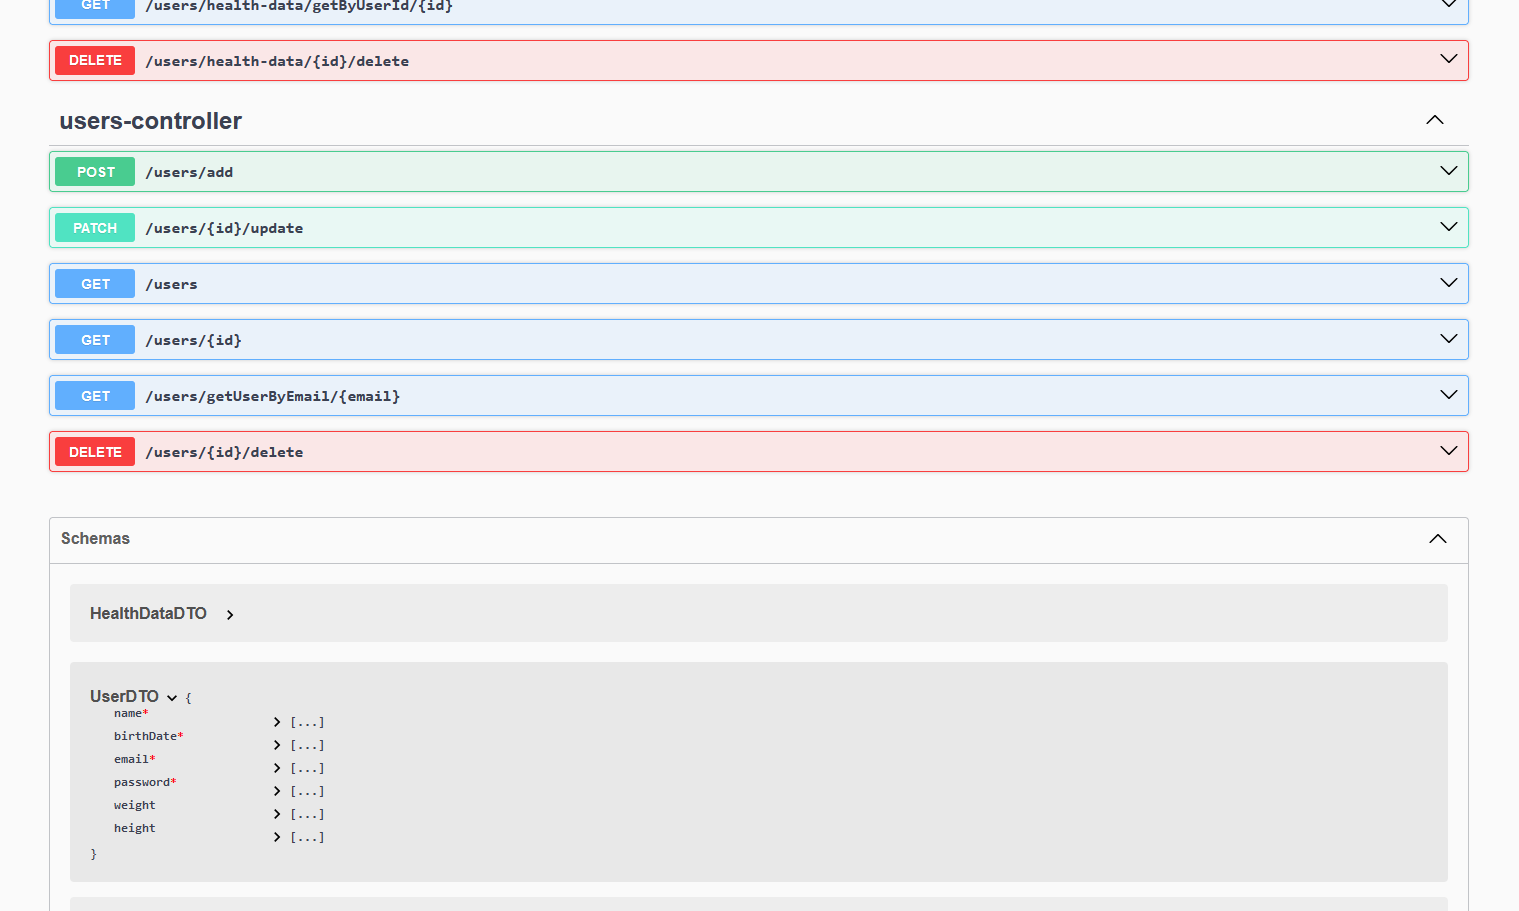 GET /users/health-data/getByUserId/{id}
DELETE /users/health-data/{id}/delete
users-controller
POST /users/add
PATCH /users/{id}/update
GET /users
GET /users/{id}
GET /users/getUserByEmail/{email}
DELETE /users/{id}/delete
Schemas
HealthDataDTO
UserDTO {
name* [...]
birthDate* [...]
email* [...]
password* [...]
weight [...]
height [...]
}